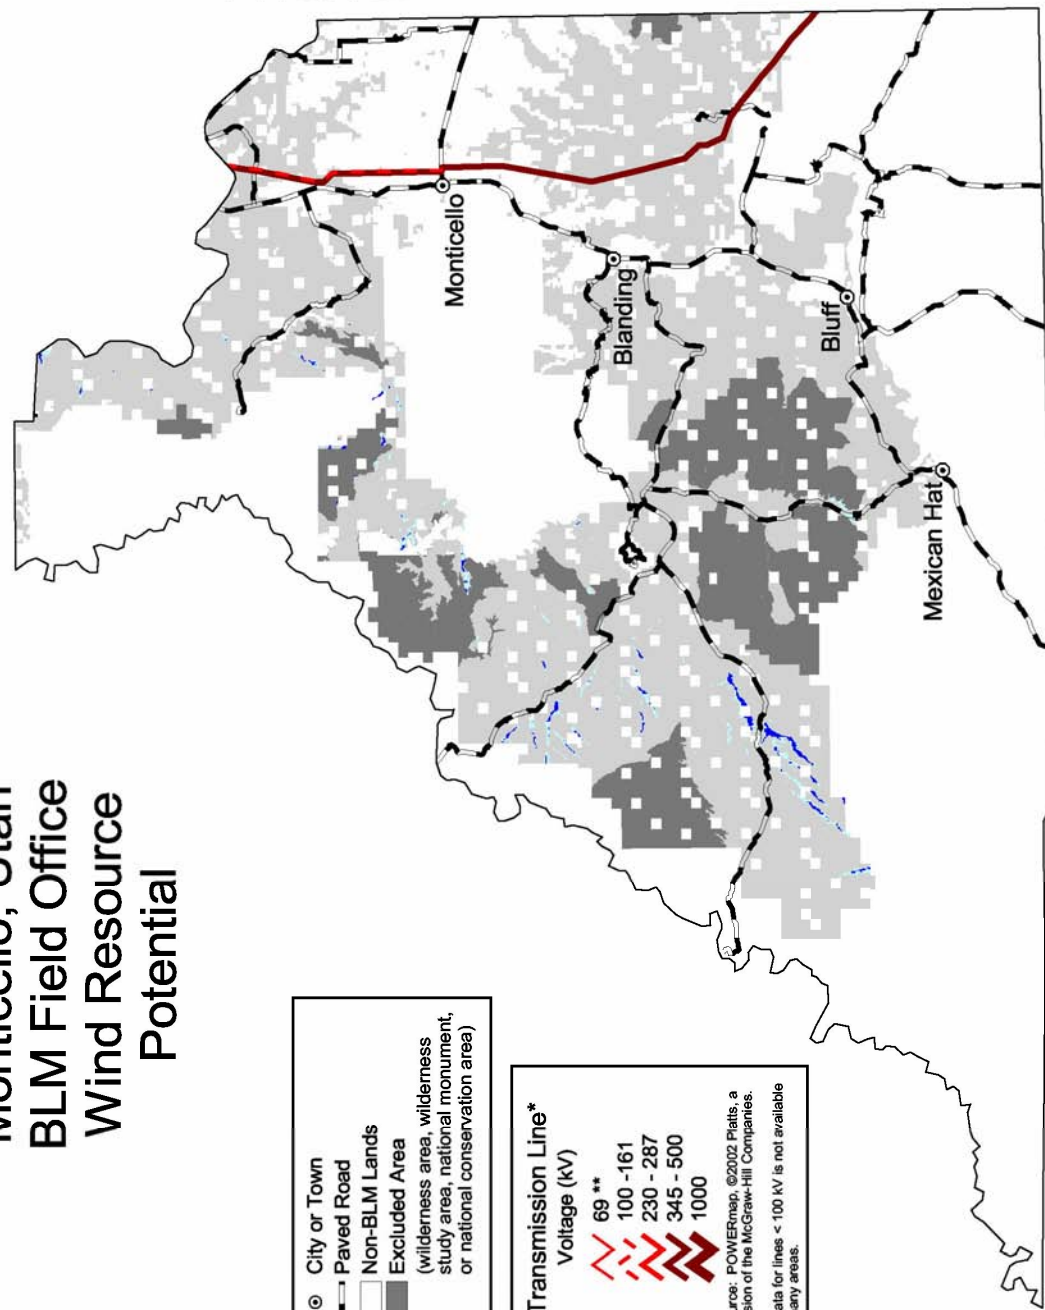 BLM Field Office
Wind Resource
Potential
City or Town
Paved Road
Non-BLM Lands
Excluded Area
(wilderness area, wilderness
study area, national monument,
or national conservation area)
Transmission Line*
Voltage (kV)
69 **
100 -161
230 - 287
345 - 500
1000
POWERmap, ©2002 Platts, a
of the McGraw-Hill Companies.
for lines < 100 kV is not available
areas.
Monticello
Blanding
Bluff
Mexican Hat